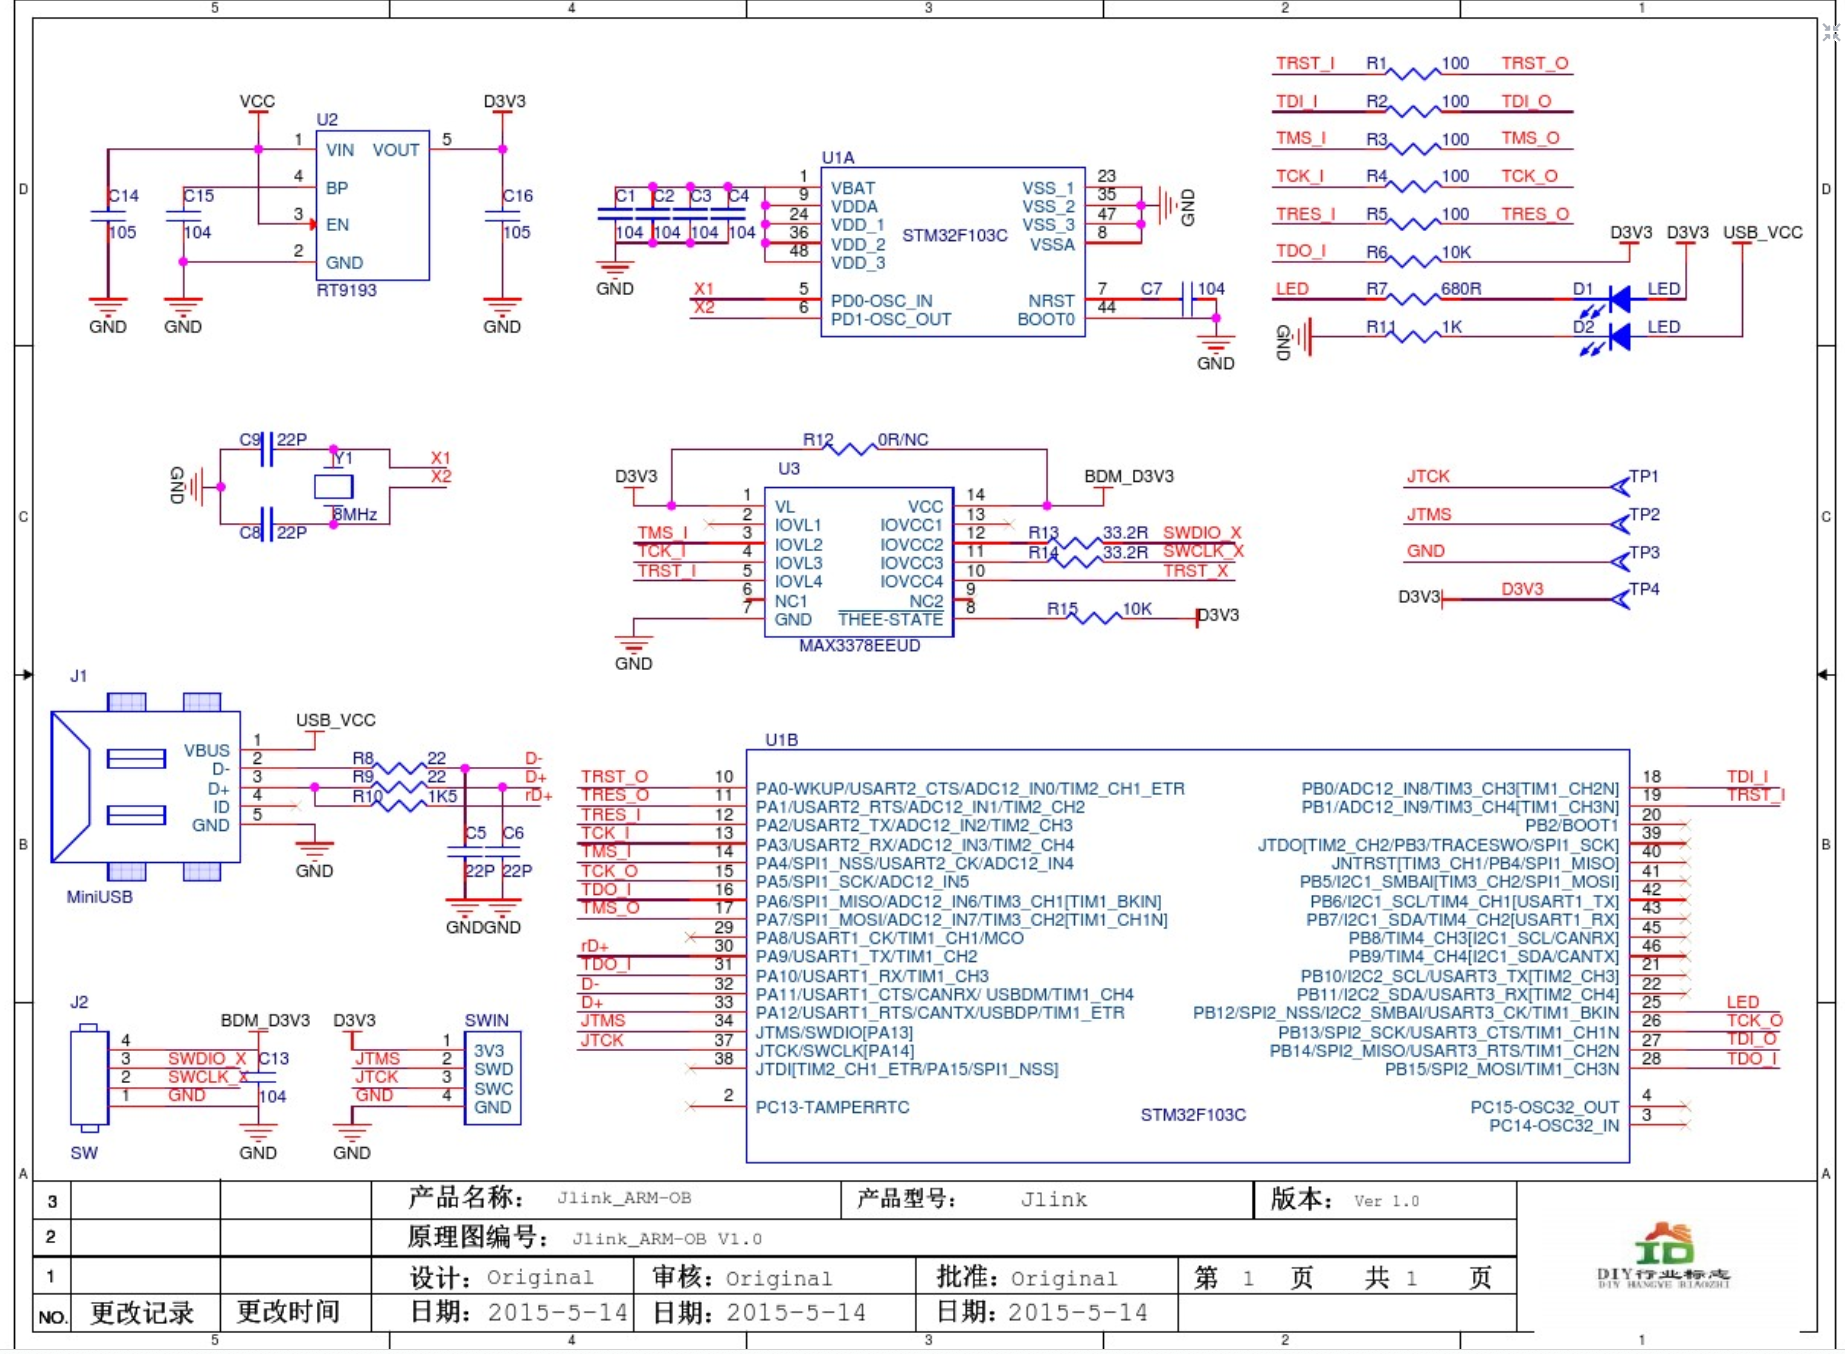 5 4 3 2 1
D
C
B
A
VCC
U2
D3V3
1 VIN VOUT 5
4 BP
3 EN
2 GND
RT9193
C14
105
C15
104
C16
105
GND GND GND
U1A
C1 C2 C3 C4
104 104 104 104
GND
1 VBAT VSS_1 23
9 VDDA VSS_2 35
24 VDD_1 VSS_3 47
36 VDD_2 VSSA 8
48 VDD_3
STM32F103C
GND
X1 5 PD0-OSC_IN NRST 7 C7 104
X2 6 PD1-OSC_OUT BOOT0 44
GND
TRST_I R1 100 TRST_O
TDI_I R2 100 TDI_O
TMS_I R3 100 TMS_O
TCK_I R4 100 TCK_O
TRES_I R5 100 TRES_O
D3V3 D3V3 USB_VCC
TDO_I R6 10K
LED R7 680R D1 LED
GND R11 1K D2 LED
C9 22P
Y1 X1
GND X2
8MHz
C8 22P
R12 0R/NC
U3
D3V3 BDM_D3V3
1 VL VCC 14
2 IOVL1 IOVCC1 13
TMS_I 3 IOVL2 IOVCC2 12 R13 33.2R SWDIO_X
TCK_I 4 IOVL3 IOVCC3 11 R14 33.2R SWCLK_X
TRST_I 5 IOVL4 IOVCC4 10 TRST_X
6 NC1 NC2 9
7 GND THEE-STATE 8 R15 10K D3V3
MAX3378EEUD
GND
JTCK TP1
JTMS TP2
GND TP3
D3V3 D3V3 TP4
J1
USB_VCC
VBUS 1
D- 2 R8 22 D-
D+ 3 R9 22 D+
ID 4 R10 1K5 rD+
GND 5
C5 C6
22P 22P
GND
MiniUSB
GND GND
J2
BDM_D3V3 D3V3 SWIN
4
3 SWDIO_X C13
2 SWCLK_X
1 GND 104
1 3V3
JTMS 2 SWD
JTCK 3 SWC
GND 4 GND
SW GND GND
U1B
TRST_O 10 PA0-WKUP/USART2_CTS/ADC12_IN0/TIM2_CH1_ETR
TRES_O 11 PA1/USART2_RTS/ADC12_IN1/TIM2_CH2
TRES_I 12 PA2/USART2_TX/ADC12_IN2/TIM2_CH3
TCK_I 13 PA3/USART2_RX/ADC12_IN3/TIM2_CH4
TMS_I 14 PA4/SPI1_NSS/USART2_CK/ADC12_IN4
TCK_O 15 PA5/SPI1_SCK/ADC12_IN5
TDO_I 16 PA6/SPI1_MISO/ADC12_IN6/TIM3_CH1[TIM1_BKIN]
TMS_O 17 PA7/SPI1_MOSI/ADC12_IN7/TIM3_CH2[TIM1_CH1N]
29 PA8/USART1_CK/TIM1_CH1/MCO
rD+ 30 PA9/USART1_TX/TIM1_CH2
TDO_I 31 PA10/USART1_RX/TIM1_CH3
D- 32 PA11/USART1_CTS/CANRX/ USBDM/TIM1_CH4
D+ 33 PA12/USART1_RTS/CANTX/USBDP/TIM1_ETR
JTMS 34 JTMS/SWDIO[PA13]
JTCK 37 JTCK/SWCLK[PA14]
38 JTDI[TIM2_CH1_ETR/PA15/SPI1_NSS]
2 PC13-TAMPERRTC
STM32F103C
PB0/ADC12_IN8/TIM3_CH3[TIM1_CH2N] 18 TDI_I
PB1/ADC12_IN9/TIM3_CH4[TIM1_CH3N] 19 TRST_I
PB2/BOOT1 20
JTDO[TIM2_CH2/PB3/TRACESWO/SPI1_SCK] 39
JNTRST[TIM3_CH1/PB4/SPI1_MISO] 40
PB5/I2C1_SMBAI[TIM3_CH2/SPI1_MOSI] 41
PB6/I2C1_SCL/TIM4_CH1[USART1_TX] 42
PB7/I2C1_SDA/TIM4_CH2[USART1_RX] 43
PB8/TIM4_CH3[I2C1_SCL/CANRX] 45
PB9/TIM4_CH4[I2C1_SDA/CANTX] 46
PB10/I2C2_SCL/USART3_TX[TIM2_CH3] 21
PB11/I2C2_SDA/USART3_RX[TIM2_CH4] 22
PB12/SPI2_NSS/I2C2_SMBAI/USART3_CK/TIM1_BKIN 25 LED
PB13/SPI2_SCK/USART3_CTS/TIM1_CH1N 26 TCK_O
PB14/SPI2_MISO/USART3_RTS/TIM1_CH2N 27 TDI_O
PB15/SPI2_MOSI/TIM1_CH3N 28 TDO_I
PC15-OSC32_OUT 4
PC14-OSC32_IN 3
D
C
B
A
3 产品名称： Jlink_ARM-OB 产品型号： Jlink 版本： Ver 1.0
2 原理图编号： Jlink_ARM-OB V1.0
1 设计： Original 审核： Original 批准： Original 第 1 页 共 1 页
NO. 更改记录 更改时间 日期： 2015-5-14 日期： 2015-5-14 日期： 2015-5-14
ID
DIY行业标志
DIY HANGYE BIAOZHI
5 4 3 2 1